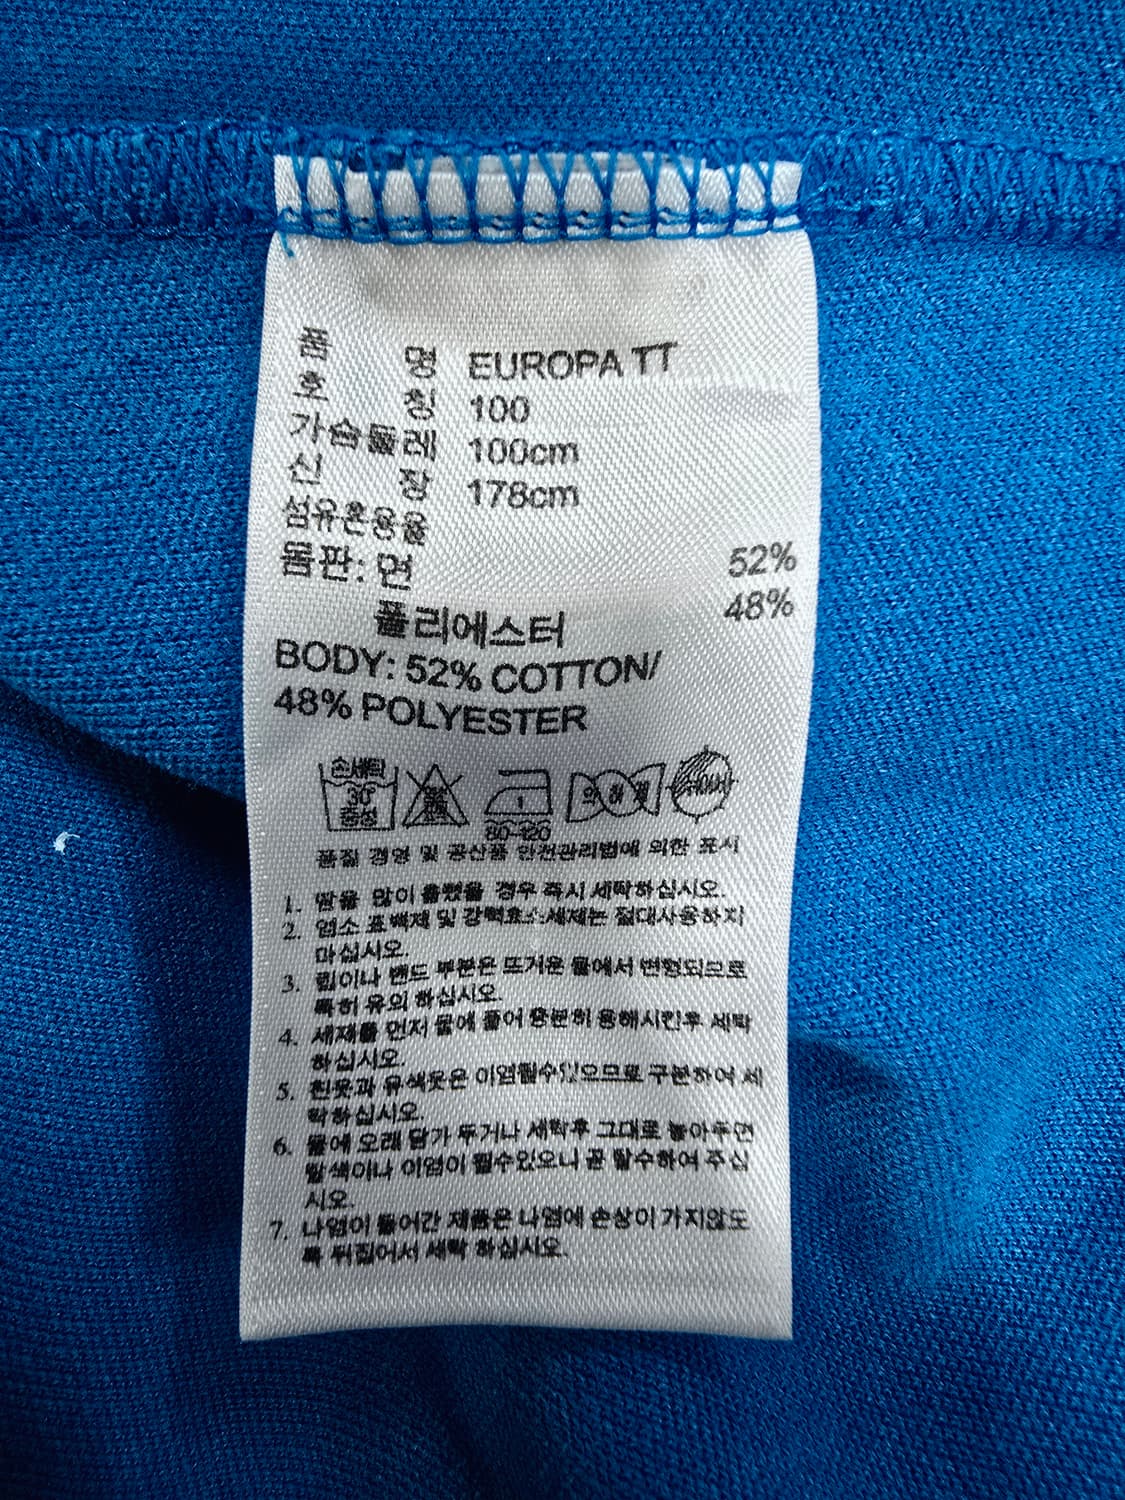 품 명 EUROPA TT
호 칭 100
가슴둘레 100cm
신 장 178cm
섬유혼용율
몸판: 면 52%
폴리에스터 48%
BODY: 52% COTTON/
48% POLYESTER
손세탁
30°
중성
80-120
품질 경영 및 공산품 안전관리법에 의한 표시
1. 땀을 많이 흘렸을 경우 즉시 세탁하십시오.
2. 염소 표백제 및 강력효소세제는 절대사용하지
마십시오.
3. 립이나 밴드 부분은 뜨거운 물에서 변형되므로
특히 유의 하십시오.
4. 세제를 먼저 물에 풀어 충분히 용해시킨후 세탁
하십시오.
5. 흰옷과 유색옷은 이염될수있으므로 구분하여 세
탁하십시오.
6. 물에 오래 담가 두거나 세탁후 그대로 놓아두면
탈색이나 이염이 될수있으니 곧 탈수하여 주십
시오.
7. 나염이 들어간 제품은 나염에 손상이 가지않도
록 뒤집어서 세탁 하십시오.